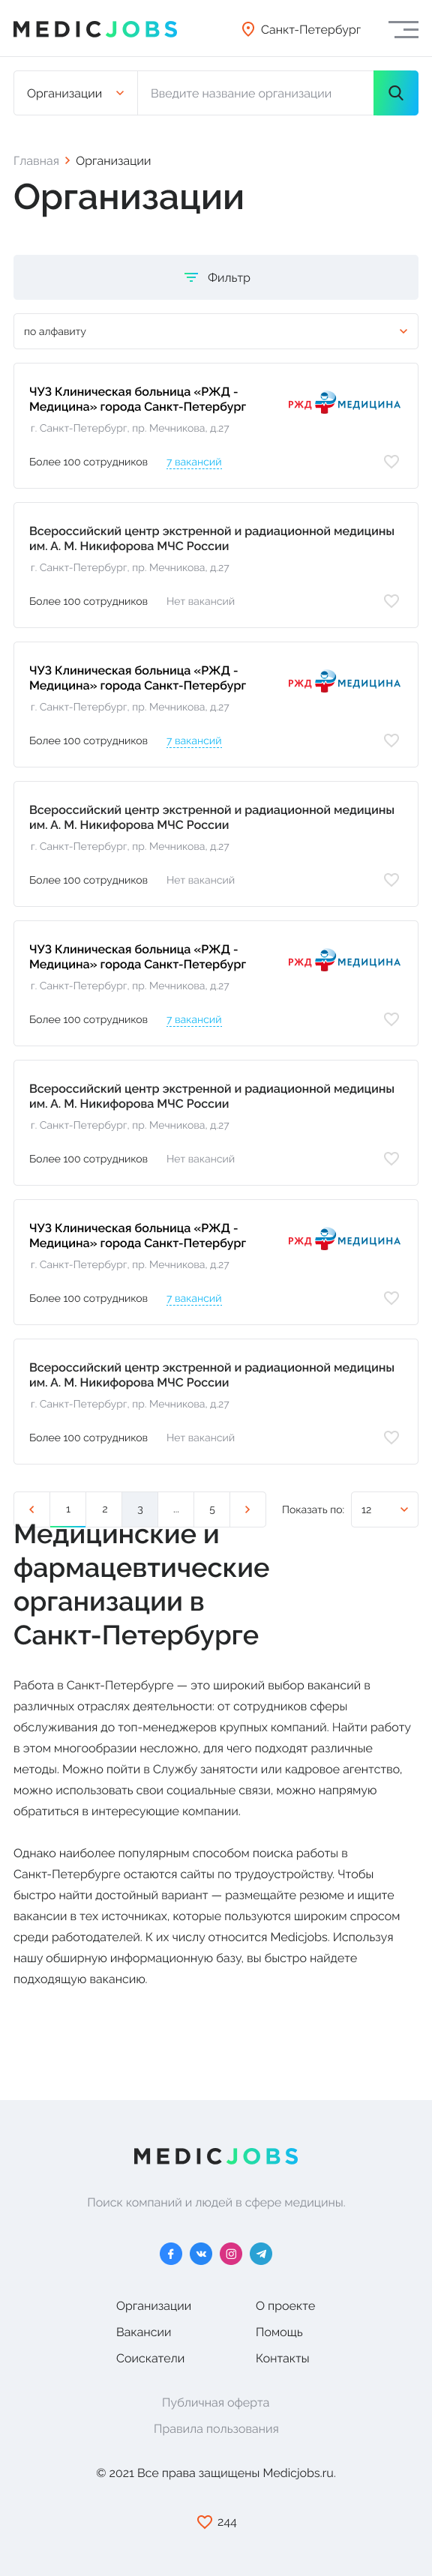 MEDICJOBS
Санкт-Петербург
Организации
Введите название организации
Главная > Организации
Организации
Фильтр
по алфавиту
ЧУЗ Клиническая больница «РЖД -
Медицина» города Санкт-Петербург
РЖД МЕДИЦИНА
г. Санкт-Петербург, пр. Мечникова, д.27
Более 100 сотрудников
7 вакансий
Всероссийский центр экстренной и радиационной медицины
им. А. М. Никифорова МЧС России
г. Санкт-Петербург, пр. Мечникова, д.27
Более 100 сотрудников
Нет вакансий
ЧУЗ Клиническая больница «РЖД -
Медицина» города Санкт-Петербург
РЖД МЕДИЦИНА
г. Санкт-Петербург, пр. Мечникова, д.27
Более 100 сотрудников
7 вакансий
Всероссийский центр экстренной и радиационной медицины
им. А. М. Никифорова МЧС России
г. Санкт-Петербург, пр. Мечникова, д.27
Более 100 сотрудников
Нет вакансий
ЧУЗ Клиническая больница «РЖД -
Медицина» города Санкт-Петербург
РЖД МЕДИЦИНА
г. Санкт-Петербург, пр. Мечникова, д.27
Более 100 сотрудников
7 вакансий
Всероссийский центр экстренной и радиационной медицины
им. А. М. Никифорова МЧС России
г. Санкт-Петербург, пр. Мечникова, д.27
Более 100 сотрудников
Нет вакансий
ЧУЗ Клиническая больница «РЖД -
Медицина» города Санкт-Петербург
РЖД МЕДИЦИНА
г. Санкт-Петербург, пр. Мечникова, д.27
Более 100 сотрудников
7 вакансий
Всероссийский центр экстренной и радиационной медицины
им. А. М. Никифорова МЧС России
г. Санкт-Петербург, пр. Мечникова, д.27
Более 100 сотрудников
Нет вакансий
< 1 2 3 ... 5 >
Показать по: 12
Медицинские и
фармацевтические
организации в
Санкт-Петербурге
Работа в Санкт-Петербурге — это широкий выбор вакансий в
различных отраслях деятельности: от сотрудников сферы
обслуживания до топ-менеджеров крупных компаний. Найти работу
в этом многообразии несложно, для чего подходят различные
методы. Можно пойти в Службу занятости или кадровое агентство,
можно использовать свои социальные связи, можно напрямую
обратиться в интересующие компании.
Однако наиболее популярным способом поиска работы в
Санкт-Петербурге остаются сайты по трудоустройству. Чтобы
быстро найти достойный вариант — размещайте резюме и ищите
вакансии в тех источниках, которые пользуются широким спросом
среди работодателей. К их числу относится Medicjobs. Используя
нашу обширную информационную базу, вы быстро найдете
подходящую вакансию.
MEDICJOBS
Поиск компаний и людей в сфере медицины.
Организации
О проекте
Вакансии
Помощь
Соискатели
Контакты
Публичная оферта
Правила пользования
© 2021 Все права защищены Medicjobs.ru.
244